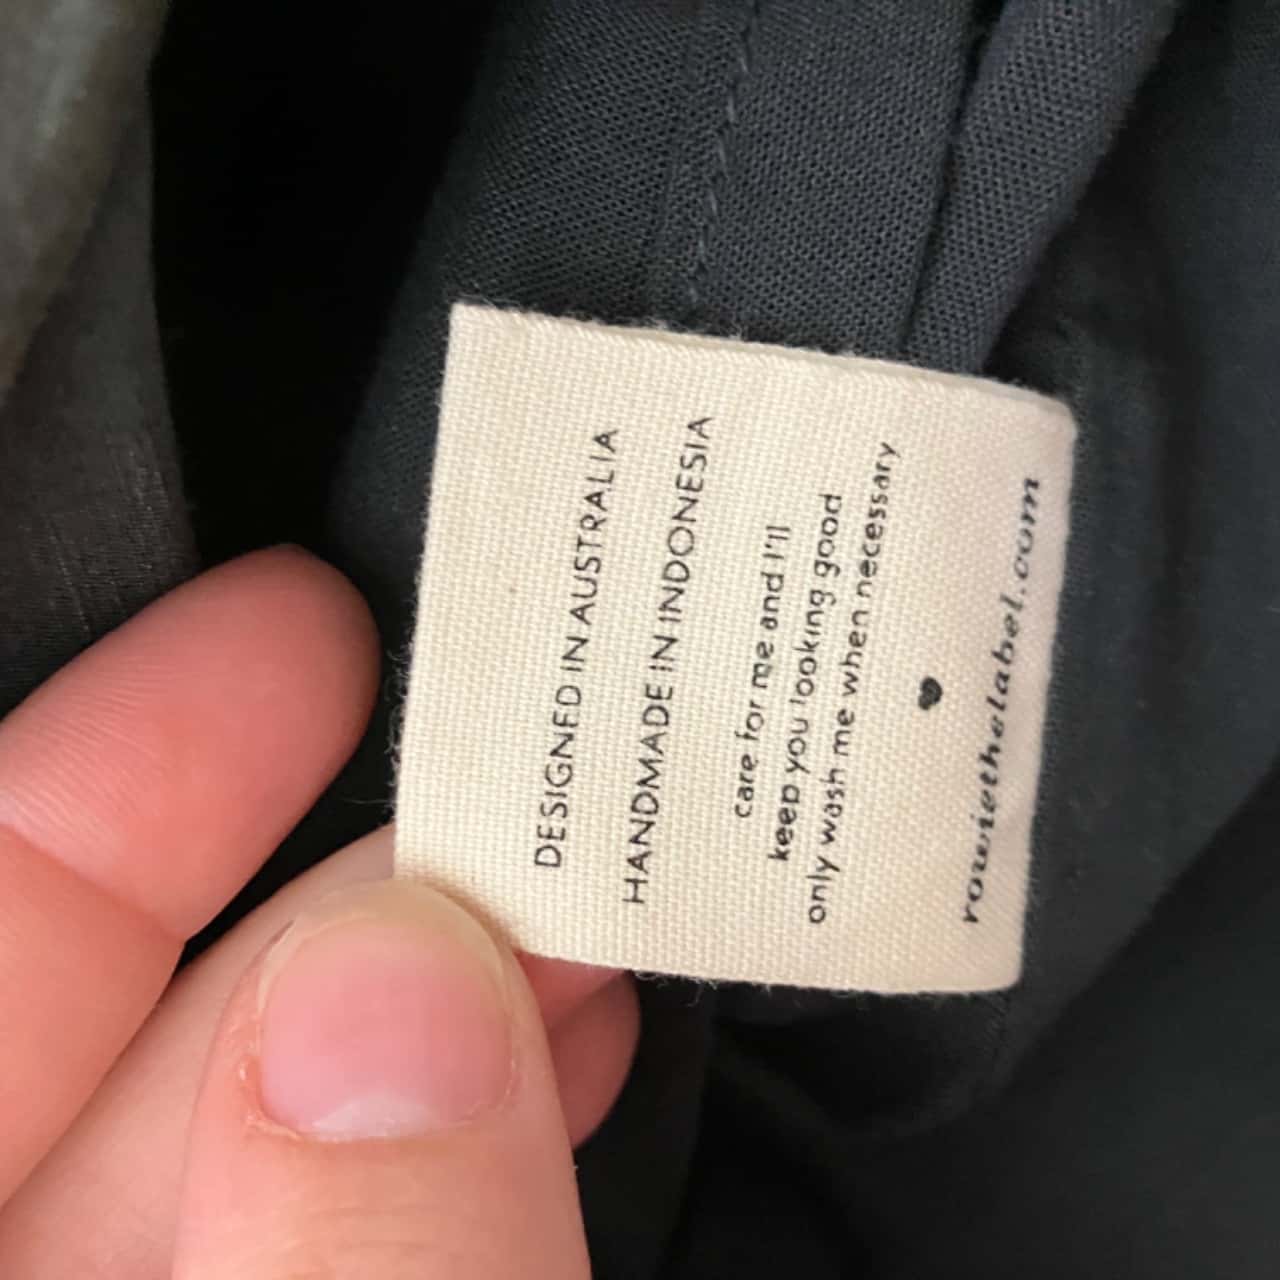 DESIGNED IN AUSTRALIA
HANDMADE IN INDONESIA
care for me and I'll
keep you looking good
only wash me when necessary
rowiethelabel.com